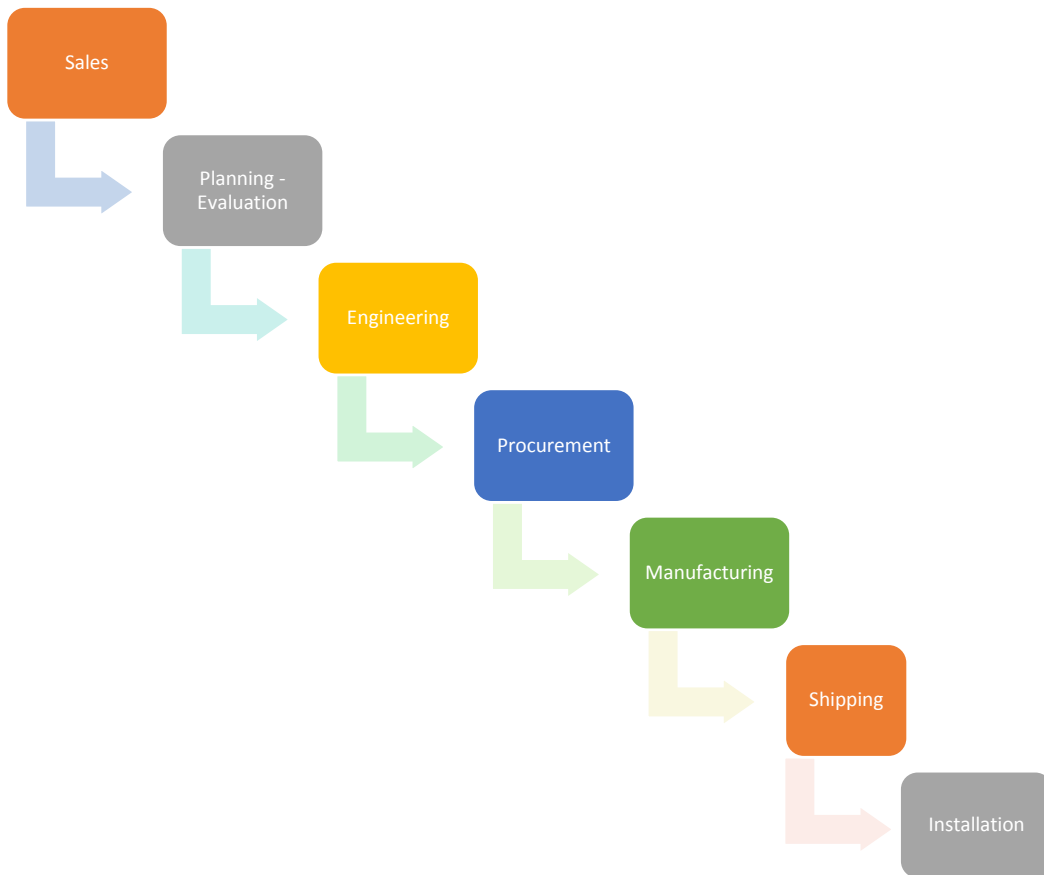 Sales
Planning -
Evaluation
Engineering
Procurement
Manufacturing
Shipping
Installation